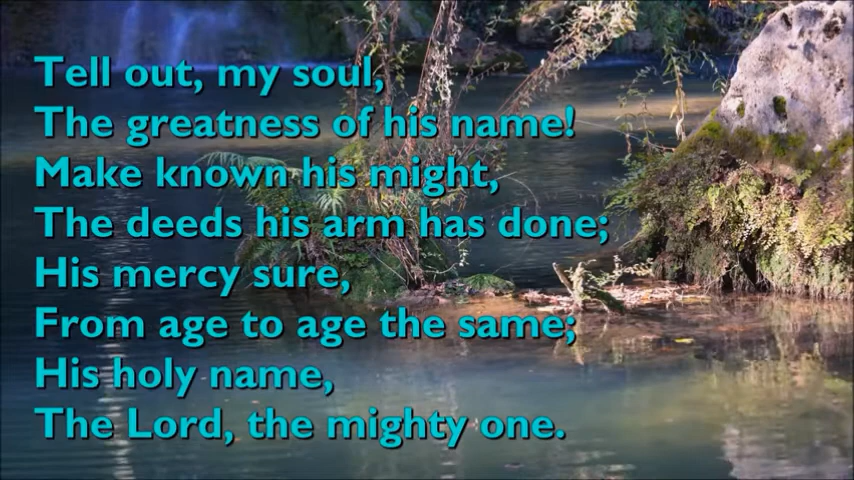 Tell out, my soul,
The greatness of his name!
Make known his might,
The deeds his arm has done;
His mercy sure,
From age to age the same;
His holy name,
The Lord, the mighty one.